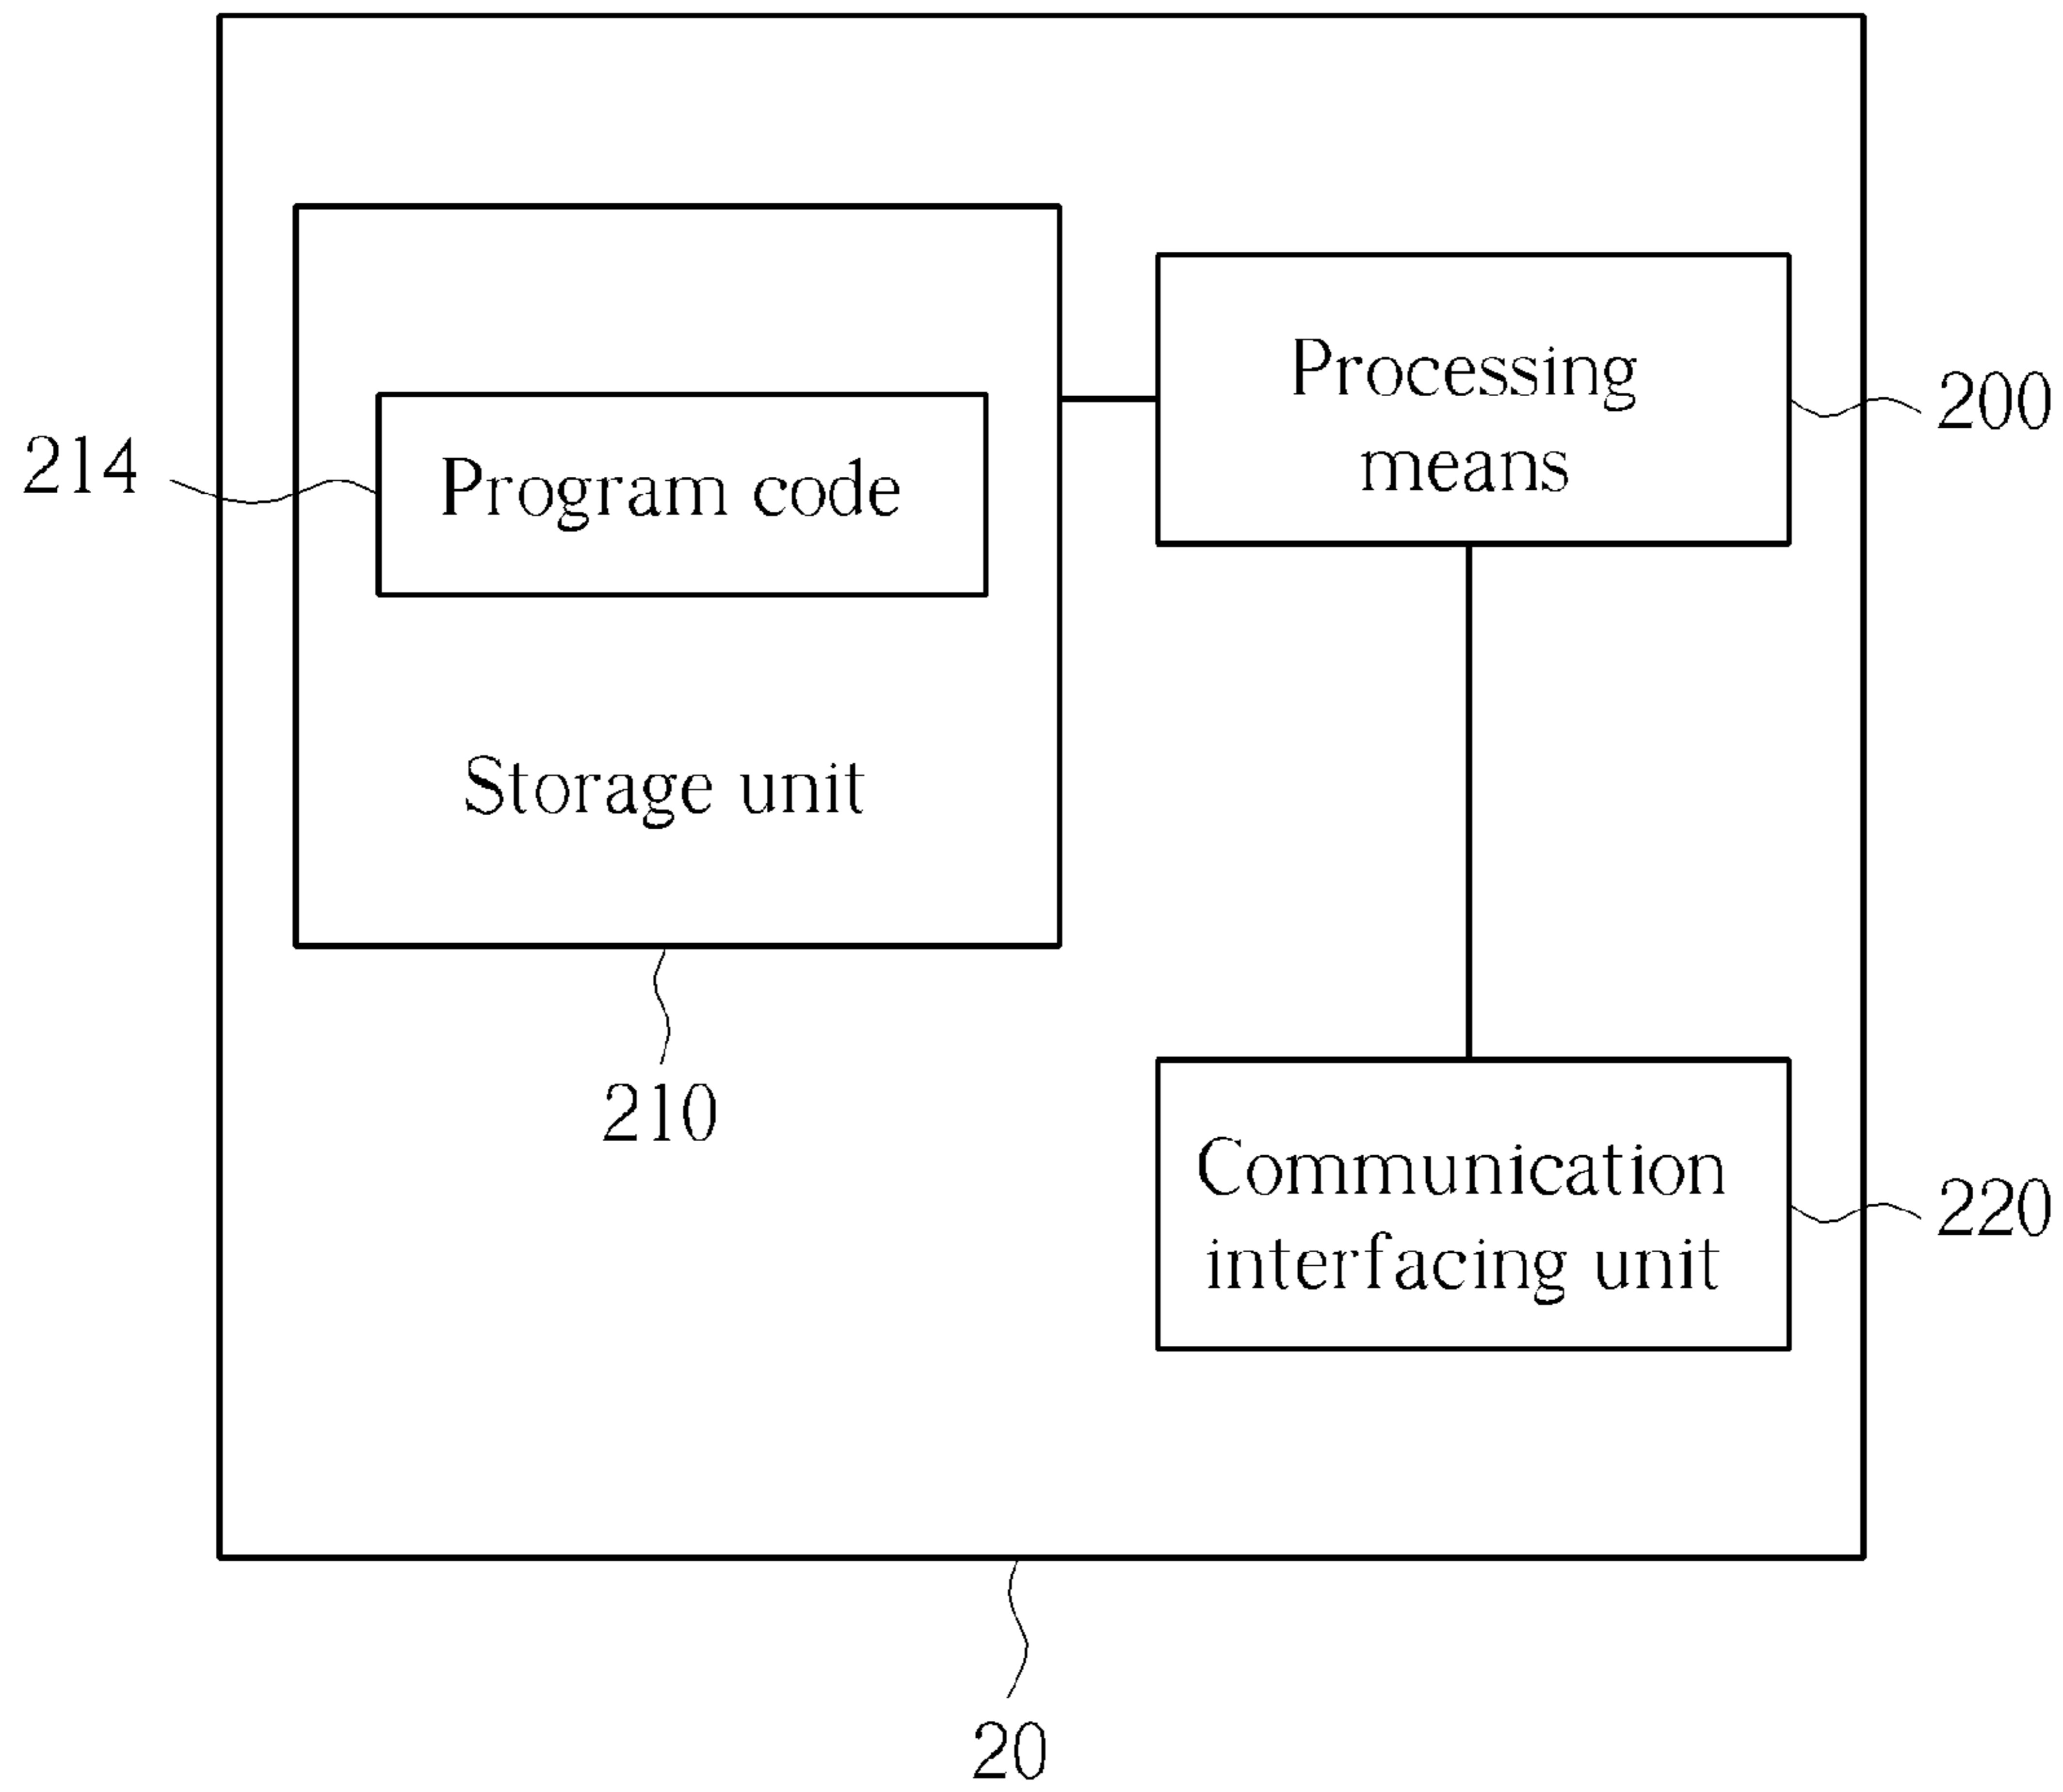 Processing
means
200
214
Program code
Storage unit
210
Communication
interfacing unit
220
20